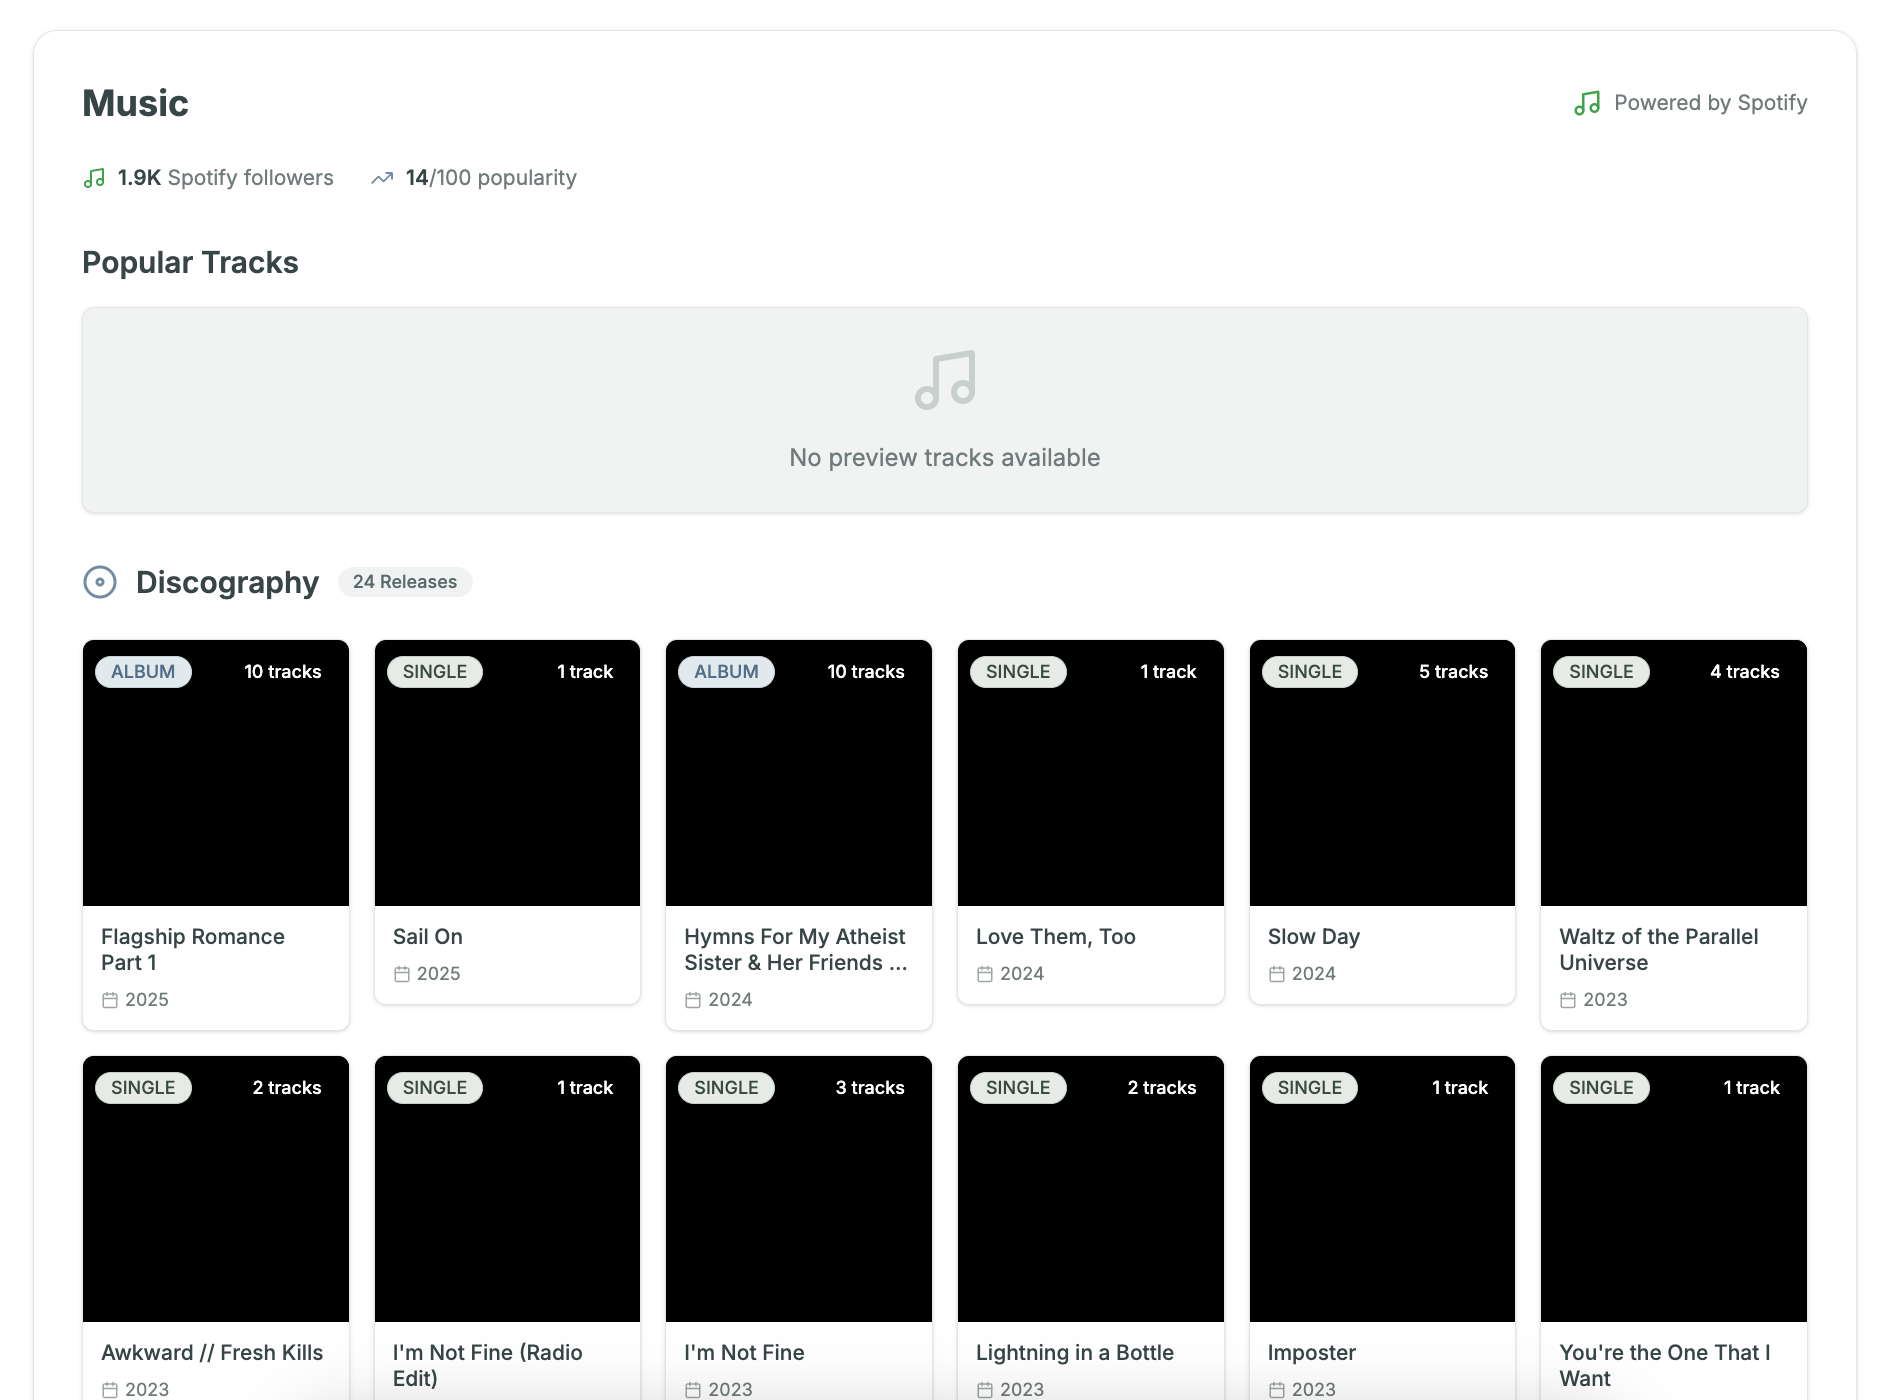 Music
Powered by Spotify
1.9K Spotify followers
14/100 popularity
Popular Tracks
No preview tracks available
Discography
24 Releases
ALBUM
10 tracks
Flagship Romance
Part 1
2025
SINGLE
1 track
Sail On
2025
ALBUM
10 tracks
Hymns For My Atheist
Sister & Her Friends ...
2024
SINGLE
1 track
Love Them, Too
2024
SINGLE
5 tracks
Slow Day
2024
SINGLE
4 tracks
Waltz of the Parallel
Universe
2023
SINGLE
2 tracks
Awkward // Fresh Kills
2023
SINGLE
1 track
I'm Not Fine (Radio
Edit)
SINGLE
3 tracks
I'm Not Fine
2023
SINGLE
2 tracks
Lightning in a Bottle
2023
SINGLE
1 track
Imposter
2023
SINGLE
1 track
You're the One That I
Want